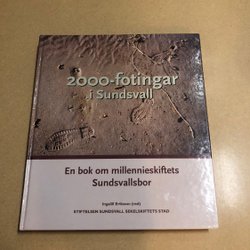 2000-fotingar
i Sundsvall
En bok om millennieskiftets
Sundsvallsbor
Ingalill Eriksson (red)
STIFTELSEN SUNDSVALL SEKELSKIFTETS STAD